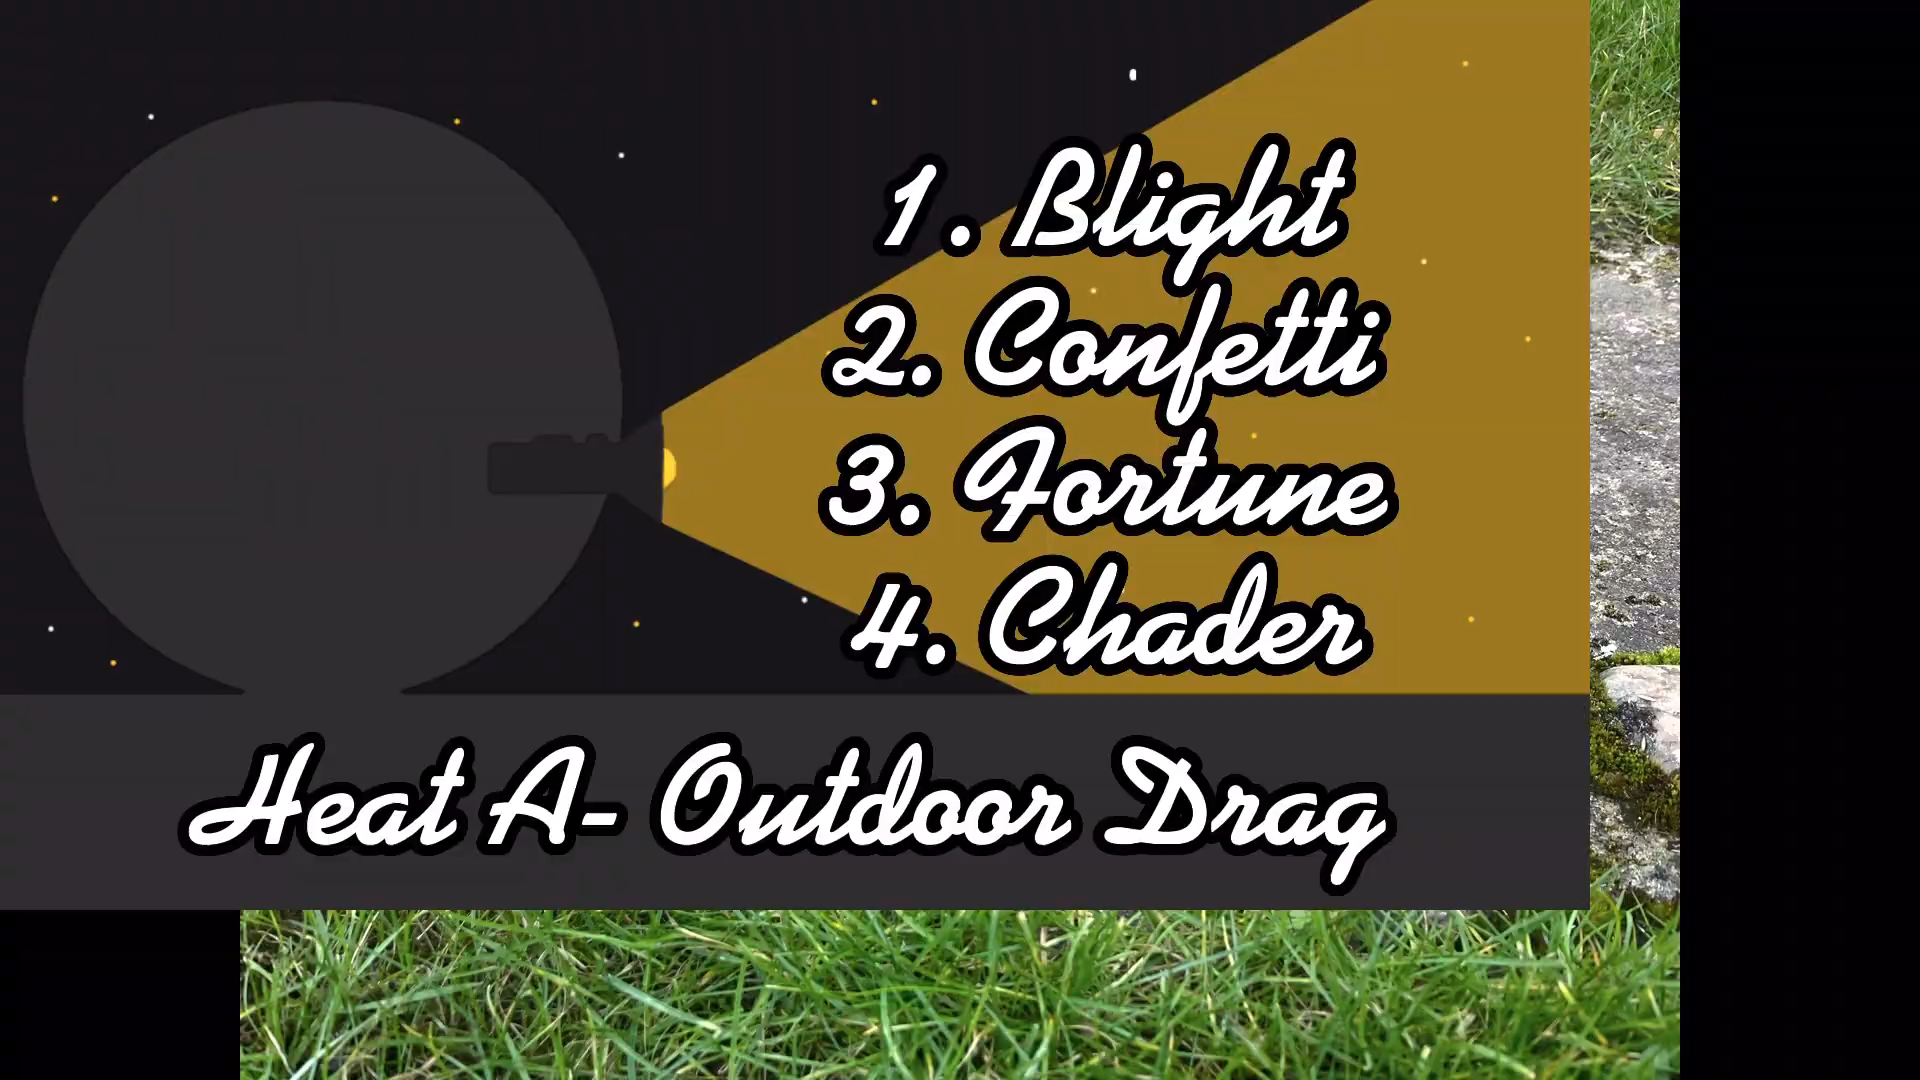 1. Blight
2. Confetti
3. Fortune
4. Chader
Heat A- Outdoor Drag